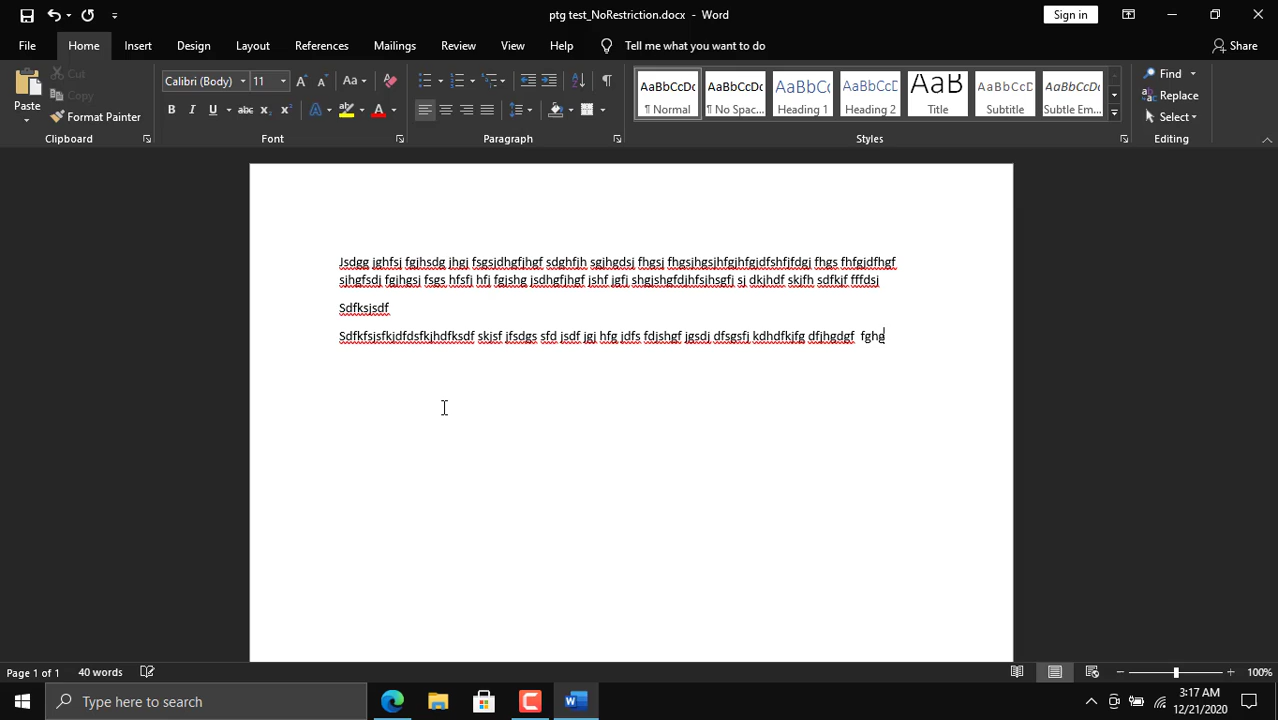 ptg test_NoRestriction.docx - Word
Sign in
File Home Insert Design Layout References Mailings Review View Help Tell me what you want to do Share
Paste
Cut
Copy
Format Painter
Clipboard
Calibri (Body) 11
Font
Paragraph
AaBbCcDc AaBbCcDc AaBbCc AaBbCcD AaB AaBbCcD AaBbCcDc
¶ Normal ¶ No Spac... Heading 1 Heading 2 Title Subtitle Subtle Em...
Styles
Find
Replace
Select
Editing
Jsdgg jghfsj fgjhsdg jhgj fsgsjdhgfjhgf sdghfjh sgjhgdsj fhgsj fhgsjhgsjhfgjhfgjdfshfjfdgj fhgs fhfgjdfhgf
sjhgfsdj fgjhgsj fsgs hfsfj hfj fgjshg jsdhgfjhgf jshf jgfj shgjshgfdjhfsjhsgfj sj dkjhdf skjfh sdfkjf fffdsj
Sdfksjsdf
Sdfkfsjsfkjdfdsfkjhdfksdf skjsf jfsdgs sfd jsdf jgj hfg jdfs fdjshgf jgsdj dfsgsfj kdhdfkjfg dfjhgdgf fghg
Page 1 of 1 40 words 100%
Type here to search
3:17 AM
12/21/2020